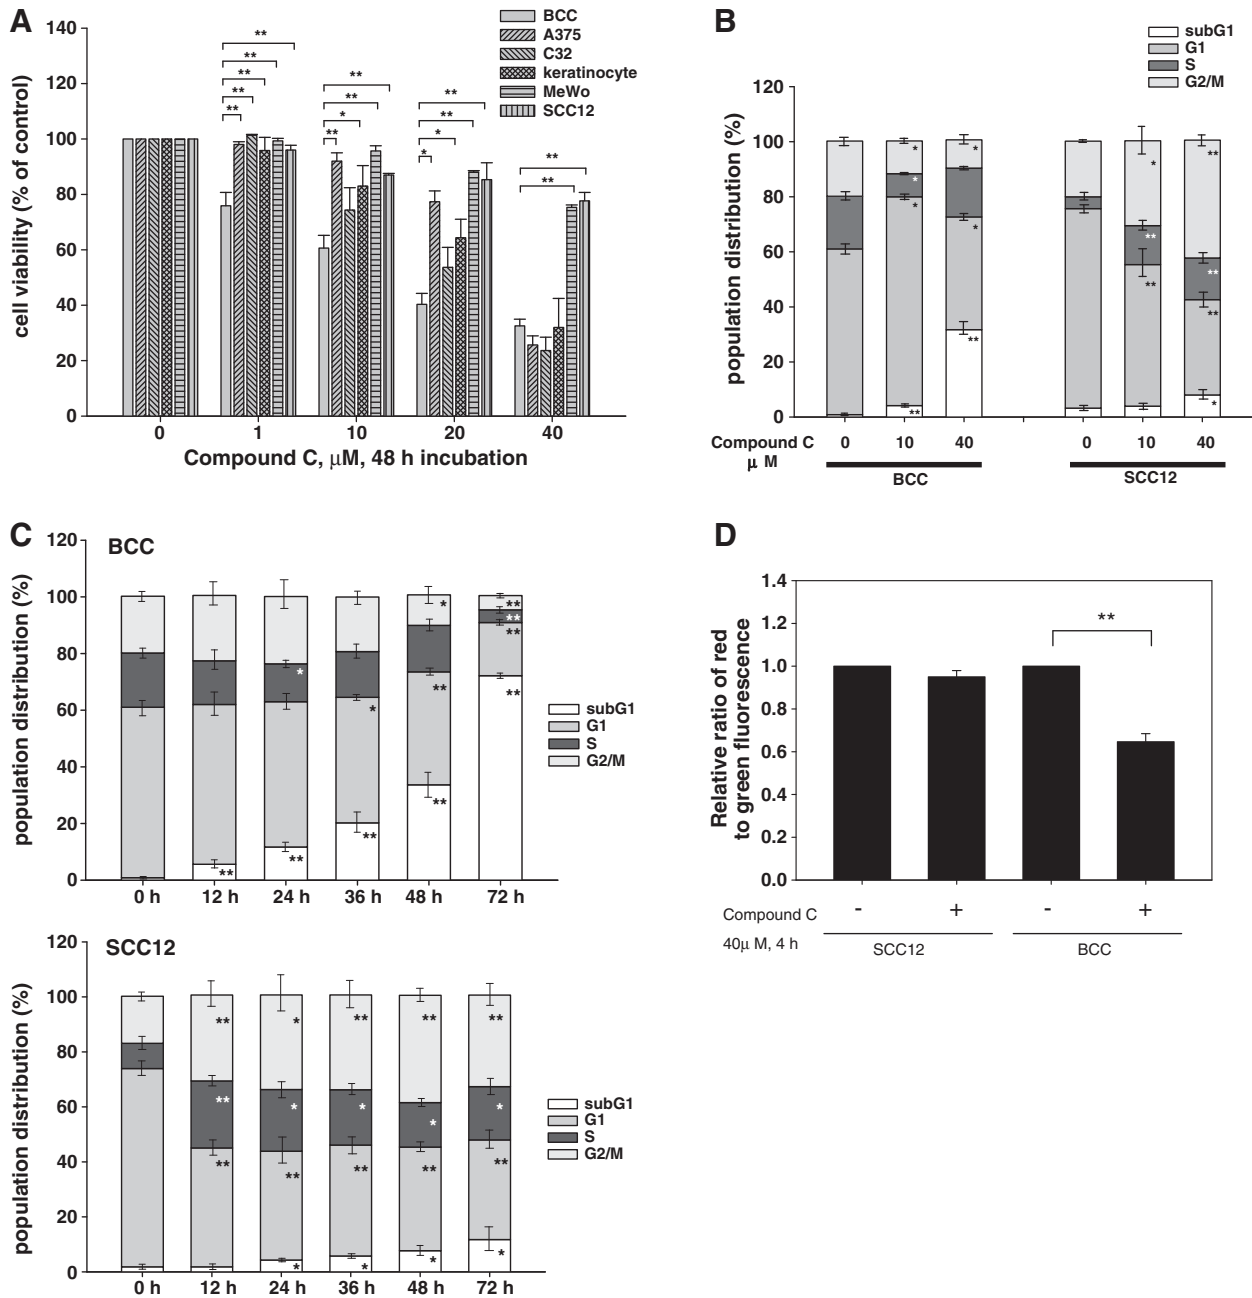 A
BCC
A375
C32
keratinocyte
MeWo
SCC12
cell viability (% of control)
140
120
100
80
60
40
20
0
** ** ** ** **
** * ** **
* * ** **
** **
0 1 10 20 40
Compound C, μM, 48 h incubation
B
subG1
G1
S
G2/M
population distribution (%)
120
100
80
60
40
20
0
* * * ** **
* ** **
* * ** **
** ** *
Compound C 0 10 40 0 10 40
μ M
BCC SCC12
C
BCC
population distribution (%)
120
100
80
60
40
20
0
* **
* **
* ** **
** ** ** ** **
subG1
G1
S
G2/M
0 h 12 h 24 h 36 h 48 h 72 h
SCC12
population distribution (%)
120
100
80
60
40
20
0
** * ** ** **
** * * * *
** ** ** ** **
* * * *
subG1
G1
S
G2/M
0 h 12 h 24 h 36 h 48 h 72 h
D
Relative ratio of red
to green fluorescence
1.4
1.2
1.0
0.8
0.6
0.4
0.2
0.0
**
Compound C - + - +
40μ M, 4 h SCC12 BCC